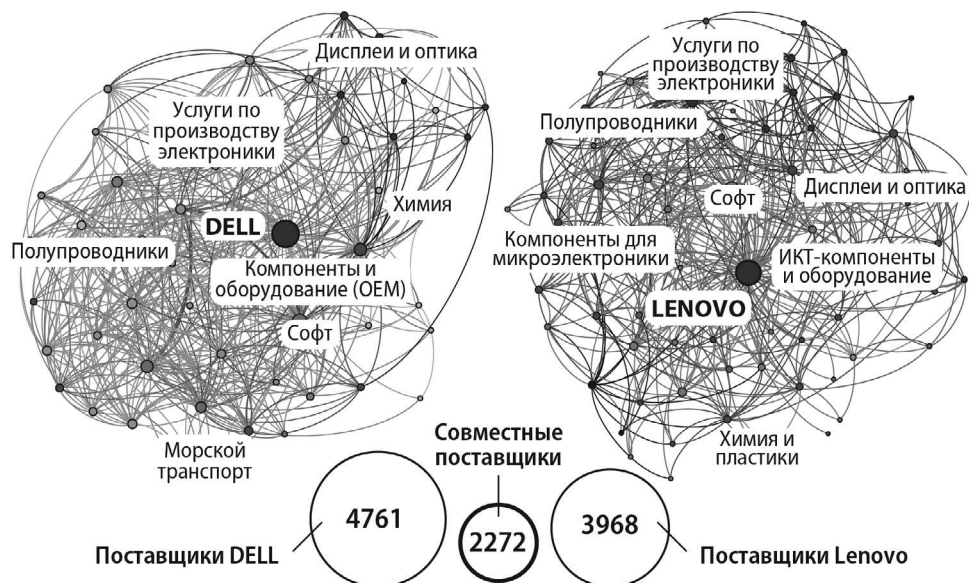 Дисплеи и оптика
Услуги по
производству
электроники
DELL
Химия
Полупроводники
Компоненты и
оборудование (OEM)
Софт
Морской
транспорт
Услуги по
производству
электроники
Полупроводники
Софт
Дисплеи и оптика
Компоненты для
микроэлектроники
ИКТ-компоненты
и оборудование
LENOVO
Химия и
пластики
Совместные
поставщики
4761
2272
3968
Поставщики DELL
Поставщики Lenovo